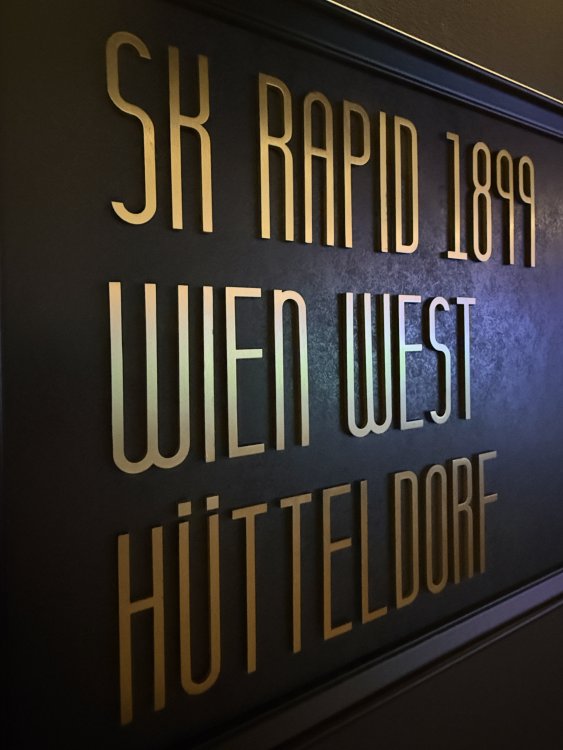 SK RAPID 1899
WIEN WEST
HÜTTELDORF